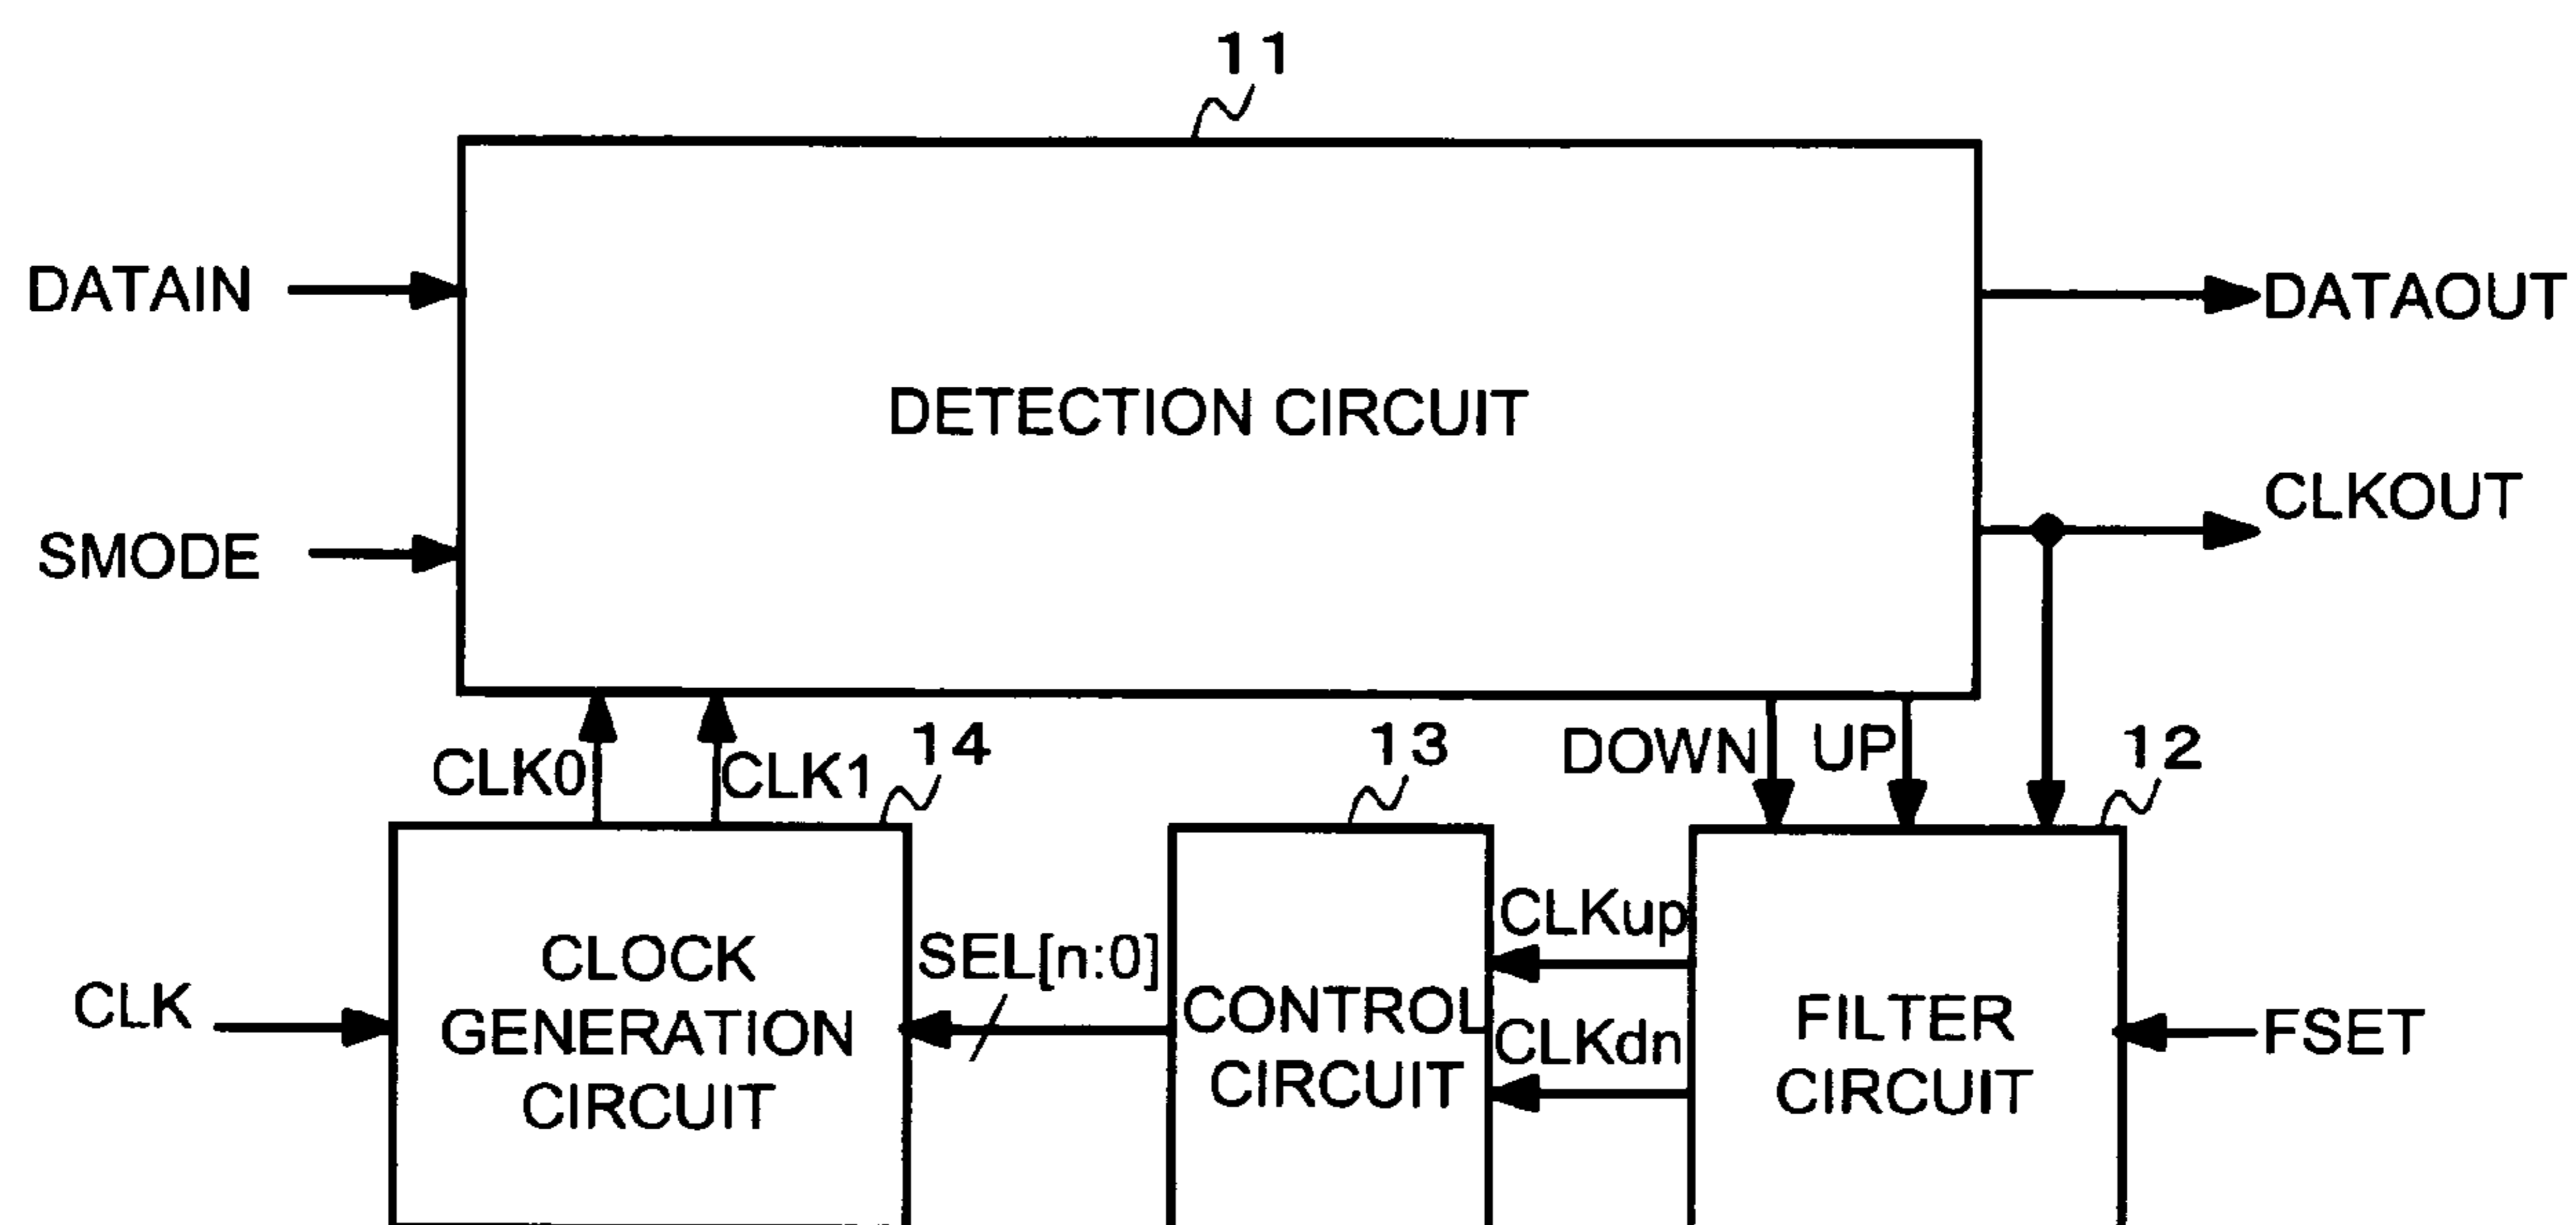 11
DATAIN
DATAOUT
DETECTION CIRCUIT
SMODE
CLKOUT
CLK0
CLK1
14
13
DOWN
UP
12
CLK
CLOCK
GENERATION
CIRCUIT
SEL[n:0]
CONTROL
CIRCUIT
CLKup
CLKdn
FILTER
CIRCUIT
FSET